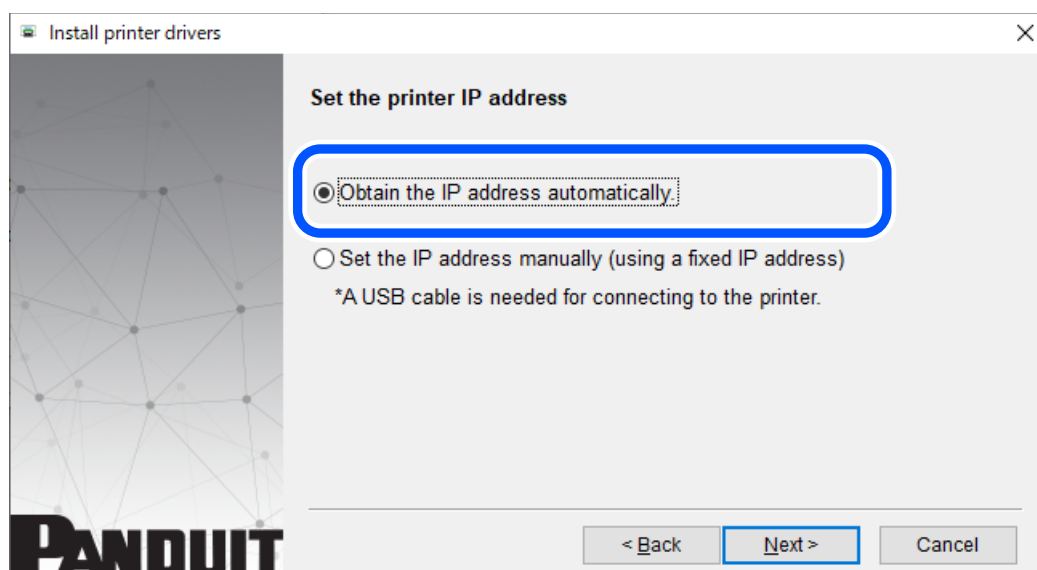 Install printer drivers
Set the printer IP address
Obtain the IP address automatically.
Set the IP address manually (using a fixed IP address)
*A USB cable is needed for connecting to the printer.
PANDUIT
< Back
Next >
Cancel